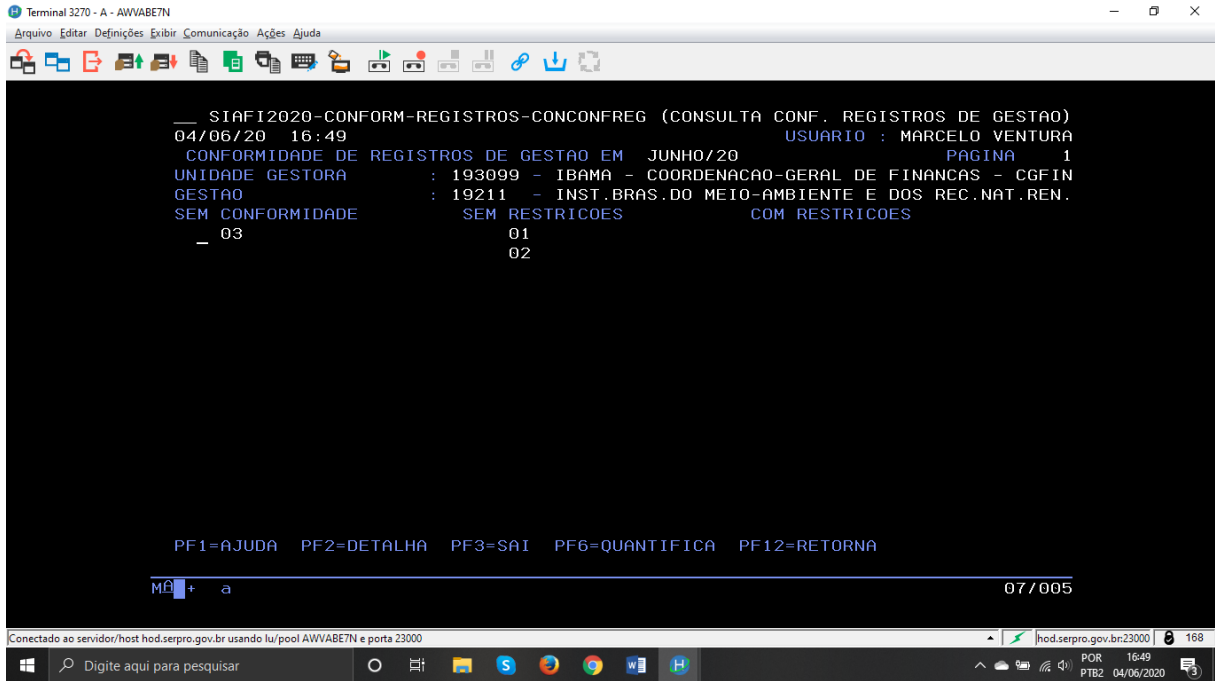 Terminal 3270 - A - AWVABE7N
Arquivo Editar Definições Exibir Comunicação Ações Ajuda
__ SIAFI2020-CONFORM-REGISTROS-CONCONFREG (CONSULTA CONF. REGISTROS DE GESTAO)
04/06/20 16:49 USUARIO : MARCELO VENTURA
CONFORMIDADE DE REGISTROS DE GESTAO EM JUNHO/20 PAGINA 1
UNIDADE GESTORA : 193099 - IBAMA - COORDENACAO-GERAL DE FINANCAS - CGFIN
GESTAO : 19211 - INST.BRAS.DO MEIO-AMBIENTE E DOS REC.NAT.REN.
SEM CONFORMIDADE SEM RESTRICOES COM RESTRICOES
_ 03 01
02
PF1=AJUDA PF2=DETALHA PF3=SAI PF6=QUANTIFICA PF12=RETORNA
MA + a 07/005
Conectado ao servidor/host hod.serpro.gov.br usando lu/pool AWVABE7N e porta 23000 hod.serpro.gov.br:23000 168
Digite aqui para pesquisar POR 16:49
PTB2 04/06/2020 3